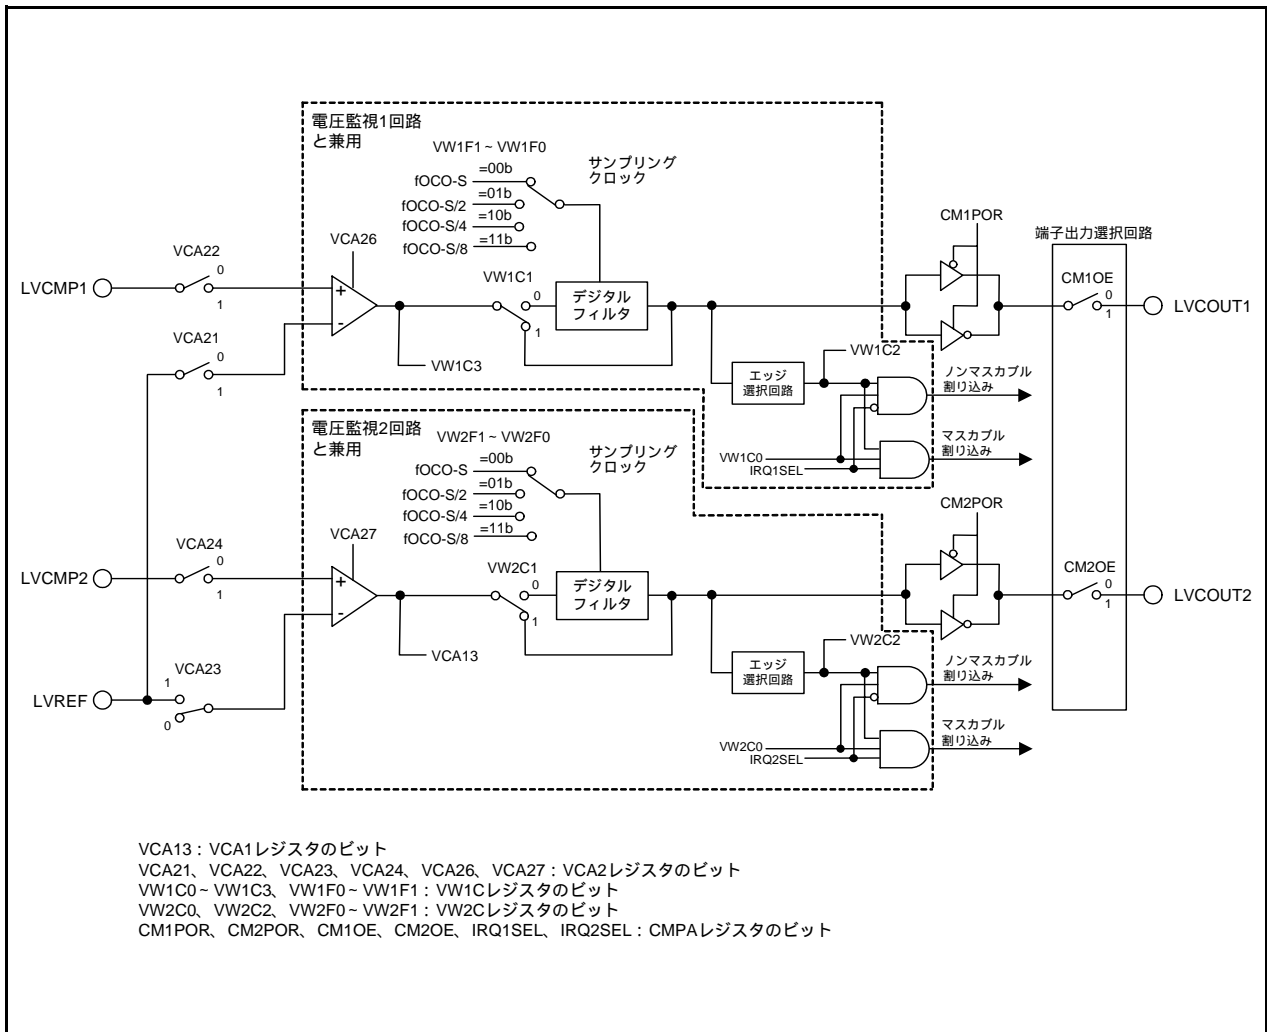 電圧監視1回路
と兼用
VW1F1~VW1F0
サンプリング
クロック
=00b
fOCO-S
=01b
fOCO-S/2
=10b
fOCO-S/4
=11b
fOCO-S/8
CM1POR
端子出力選択回路
VCA22
0
1
VCA26
LVCMP1
+
-
VW1C1
0
1
デジタル
フィルタ
CM1OE
0
1
LVCOUT1
VCA21
0
1
VW1C3
VW1C2
エッジ
選択回路
ノンマスカブル
割り込み
マスカブル
割り込み
VW1C0
IRQ1SEL
電圧監視2回路
と兼用
VW2F1~VW2F0
サンプリング
クロック
=00b
fOCO-S
=01b
fOCO-S/2
=10b
fOCO-S/4
=11b
fOCO-S/8
CM2POR
VCA24
0
1
VCA27
LVCMP2
+
-
VW2C1
0
1
デジタル
フィルタ
CM2OE
0
1
LVCOUT2
VCA13
VW2C2
VCA23
1
0
LVREF
エッジ
選択回路
ノンマスカブル
割り込み
マスカブル
割り込み
VW2C0
IRQ2SEL
VCA13:VCA1レジスタのビット
VCA21、VCA22、VCA23、VCA24、VCA26、VCA27:VCA2レジスタのビット
VW1C0~VW1C3、VW1F0~VW1F1:VW1Cレジスタのビット
VW2C0、VW2C2、VW2F0~VW2F1:VW2Cレジスタのビット
CM1POR、CM2POR、CM1OE、CM2OE、IRQ1SEL、IRQ2SEL:CMPAレジスタのビット